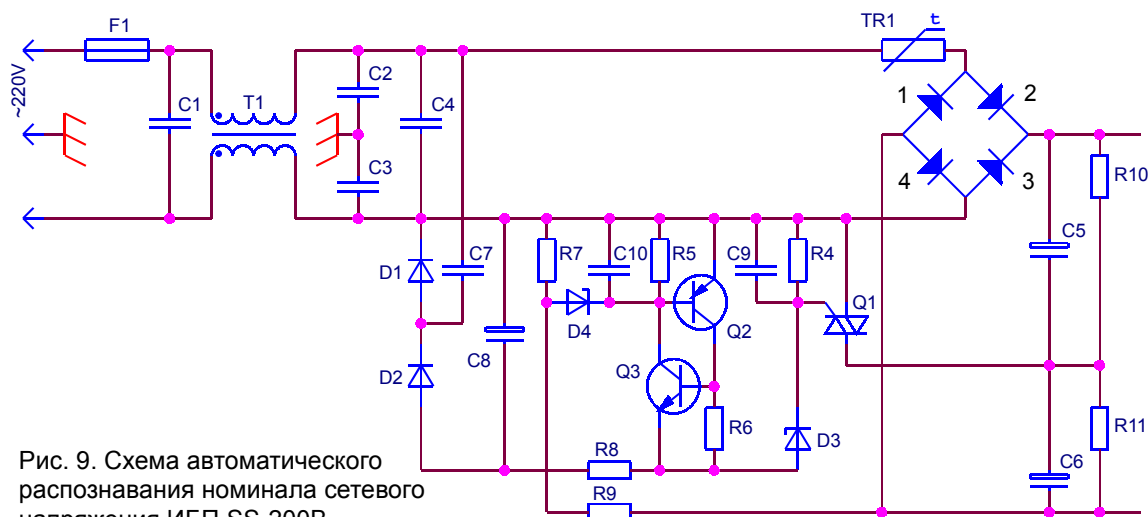 F1
TR1
t
~220V
C1
T1
C2
C3
C4
1
2
4
3
R10
D1
C7
R7
C10
R5
C9
R4
C5
D4
Q2
Q1
C8
D2
Q3
R6
D3
R11
R8
C6
R9
Рис. 9. Схема автоматического
распознавания номинала сетевого